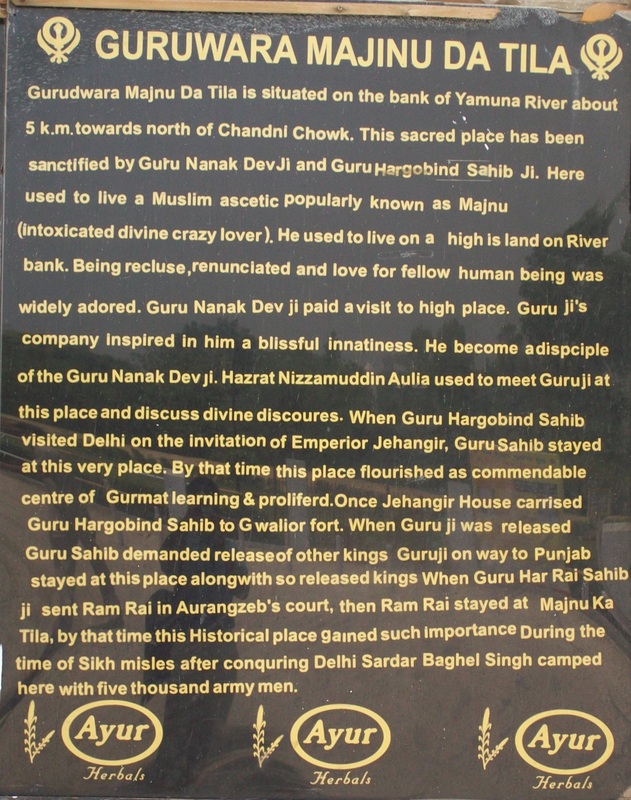 GURUWARA MAJINU DA TILA
Gurudwara Majnu Da Tila is situated on the bank of Yamuna River about
5 k.m. towards north of Chandni Chowk. This sacred place has been
sanctified by Guru Nanak DevJi and Guru Hargobind Sahib Ji. Here
used to live a Muslim ascetic popularly known as Majnu
(intoxicated divine crazy lover). He used to live on a high is land on River
bank. Being recluse,renunciated and love for fellow human being was
widely adored. Guru Nanak Dev ji paid a visit to high place. Guru ji's
company inspired in him a blissful innatiness. He become a dispciple
of the Guru Nanak Dev ji. Hazrat Nizzamuddin Aulia used to meet Guruji at
this place and discuss divine discoures. When Guru Hargobind Sahib
visited Delhi on the invitation of Emperior Jehangir, Guru Sahib stayed
at this very place. By that time this place flourished as commendable
centre of Gurmat learning & proliferd.Once Jehangir House carrised
Guru Hargobind Sahib to Gwalior fort. When Guru ji was released
Guru Sahib demanded release of other kings Guruji on way to Punjab
stayed at this place alongwith so released kings When Guru Har Rai Sahib
ji sent Ram Rai in Aurangzeb's court, then Ram Rai stayed at Majnu Ka
Tila, by that time this Historical place gained such importance During the
time of Sikh misles after conquring Delhi Sardar Baghel Singh camped
here with five thousand army men.
Ayur Ayur Ayur
Herbals Herbals Herbals